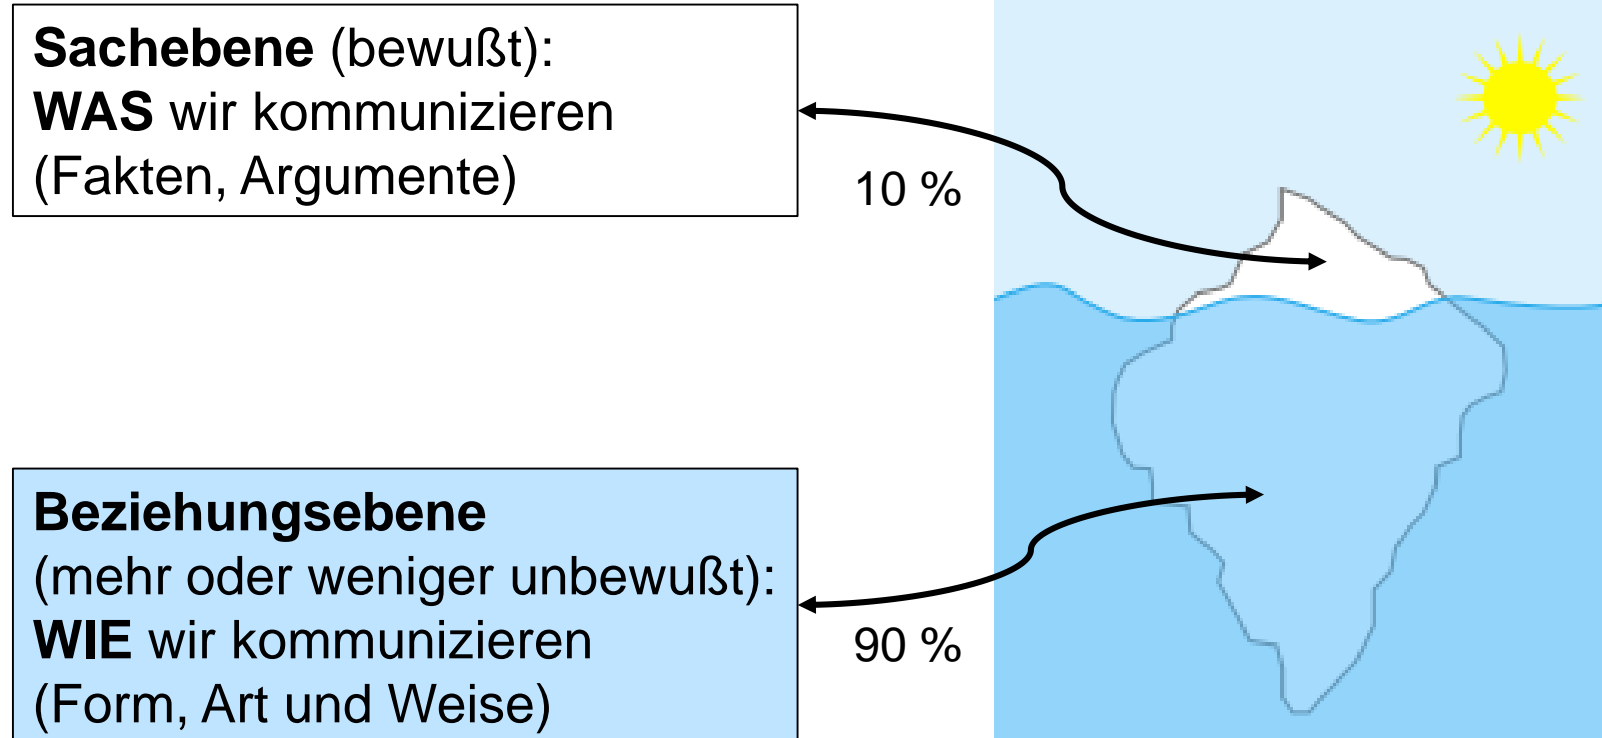 Sachebene (bewußt):
WAS wir kommunizieren
(Fakten, Argumente)
10 %
Beziehungsebene
(mehr oder weniger unbewußt):
WIE wir kommunizieren
(Form, Art und Weise)
90 %